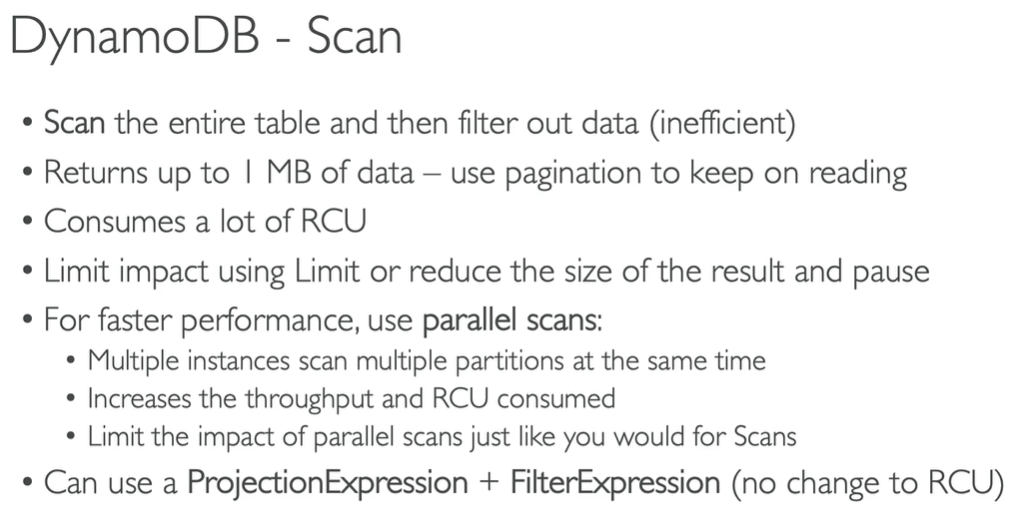 DynamoDB - Scan
• Scan the entire table and then filter out data (inefficient)
• Returns up to 1 MB of data – use pagination to keep on reading
• Consumes a lot of RCU
• Limit impact using Limit or reduce the size of the result and pause
• For faster performance, use parallel scans:
• Multiple instances scan multiple partitions at the same time
• Increases the throughput and RCU consumed
• Limit the impact of parallel scans just like you would for Scans
• Can use a ProjectionExpression + FilterExpression (no change to RCU)